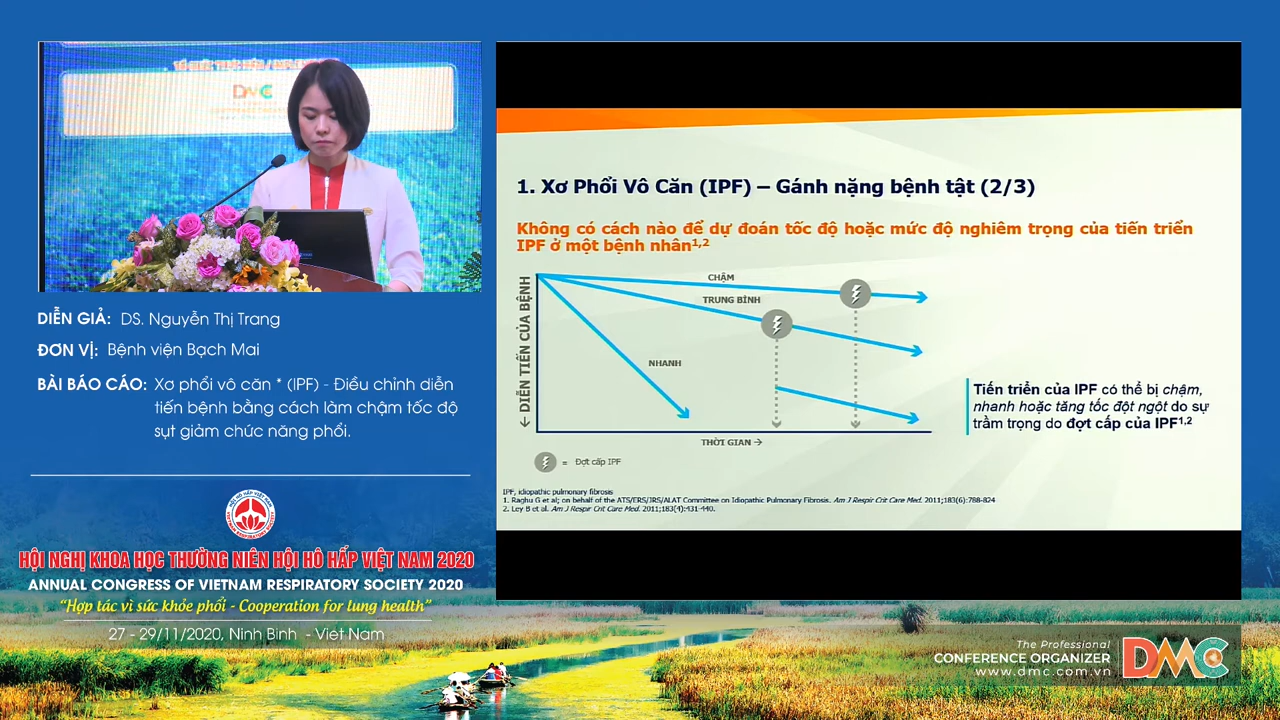 DMC
DIỄN GIẢ: DS. Nguyễn Thị Trang
ĐƠN VỊ: Bệnh viện Bạch Mai
BÀI BÁO CÁO: Xơ phổi vô căn * (IPF) - Điều chỉnh diễn
tiến bệnh bằng cách làm chậm tốc độ
sụt giảm chức năng phổi.
HỘI NGHỊ KHOA HỌC THƯỜNG NIÊN HỘI HÔ HẤP VIỆT NAM 2020
ANNUAL CONGRESS OF VIETNAM RESPIRATORY SOCIETY 2020
“Hợp tác vì sức khỏe phổi - Cooperation for lung health”
27 - 29/11/2020, Ninh Bình - Việt Nam
1. Xơ Phổi Vô Căn (IPF) – Gánh nặng bệnh tật (2/3)
Không có cách nào để dự đoán tốc độ hoặc mức độ nghiêm trọng của tiến triển
IPF ở một bệnh nhân1,2
← DIỄN TIẾN CỦA BỆNH
CHẬM
TRUNG BÌNH
NHANH
THỜI GIAN →
= Đợt cấp IPF
Tiến triển của IPF có thể bị chậm,
nhanh hoặc tăng tốc đột ngột do sự
trầm trọng do đợt cấp của IPF1,2
IPF, idiopathic pulmonary fibrosis
1. Raghu G et al; on behalf of the ATS/ERS/JRS/ALAT Committee on Idiopathic Pulmonary Fibrosis. Am J Respir Crit Care Med. 2011;183(6):788-824
2. Ley B et al. Am J Respir Crit Care Med. 2011;183(4):431-440.
The Professional
CONFERENCE ORGANIZER
www.dmc.com.vn
DMC